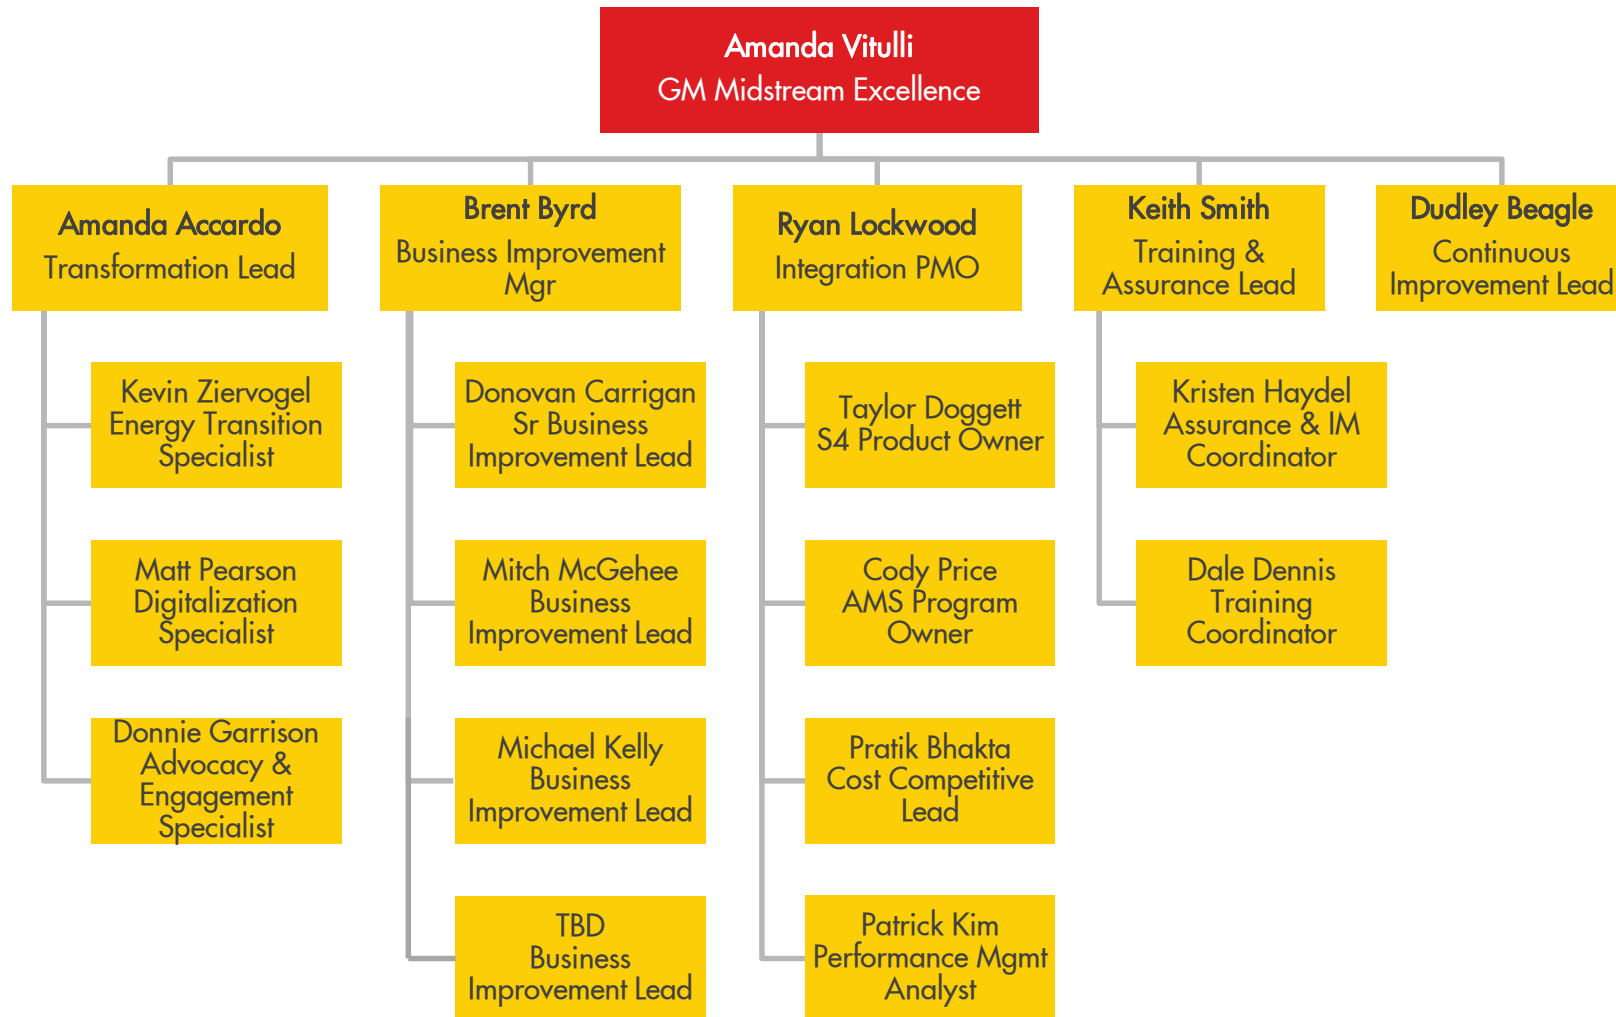 Amanda Vitulli
GM Midstream Excellence
Amanda Accardo
Transformation Lead
Brent Byrd
Business Improvement
Mgr
Ryan Lockwood
Integration PMO
Keith Smith
Training &
Assurance Lead
Dudley Beagle
Continuous
Improvement Lead
Kevin Ziervogel
Energy Transition
Specialist
Matt Pearson
Digitalization
Specialist
Donnie Garrison
Advocacy &
Engagement
Specialist
Donovan Carrigan
Sr Business
Improvement Lead
Mitch McGehee
Business
Improvement Lead
Michael Kelly
Business
Improvement Lead
TBD
Business
Improvement Lead
Taylor Doggett
S4 Product Owner
Cody Price
AMS Program
Owner
Pratik Bhakta
Cost Competitive
Lead
Patrick Kim
Performance Mgmt
Analyst
Kristen Haydel
Assurance & IM
Coordinator
Dale Dennis
Training
Coordinator